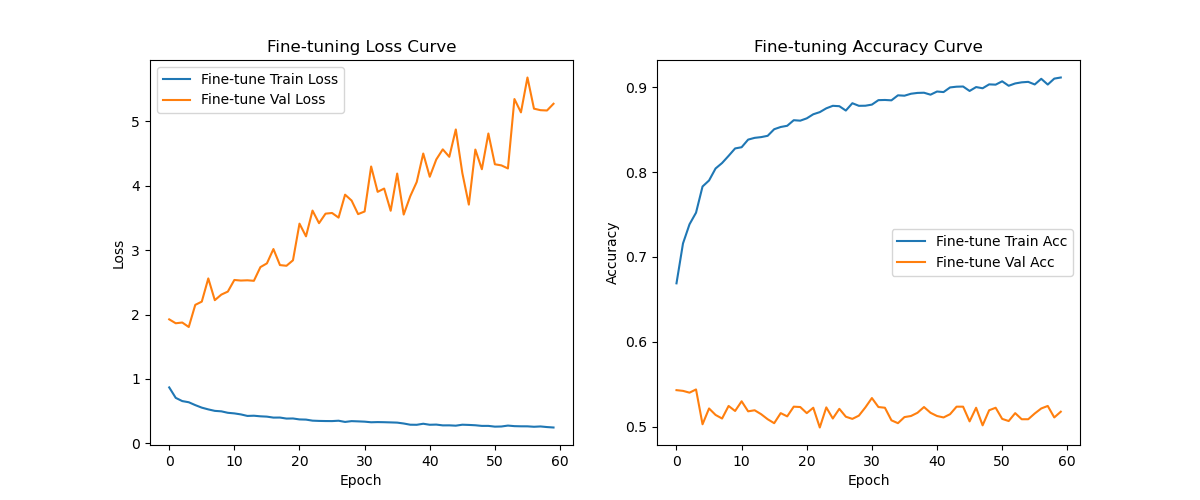 Fine-tuning Loss Curve
Fine-tune Train Loss
Fine-tune Val Loss
Loss
5
4
3
2
1
0
0 10 20 30 40 50 60
Epoch
Fine-tuning Accuracy Curve
Fine-tune Train Acc
Fine-tune Val Acc
Accuracy
0.9
0.8
0.7
0.6
0.5
0 10 20 30 40 50 60
Epoch